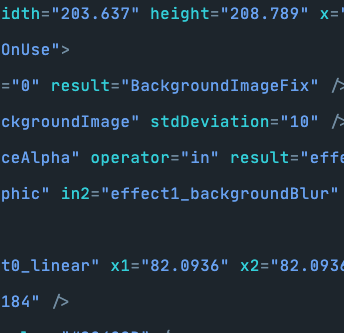 idth="203.637" height="208.789" x="
OnUse">
="0" result="BackgroundImageFix" />
ckgroundImage" stdDeviation="10" />
ceAlpha" operator="in" result="effe
phic" in2="effect1_backgroundBlur"
t0_linear" x1="82.0936" x2="82.0936
184" />